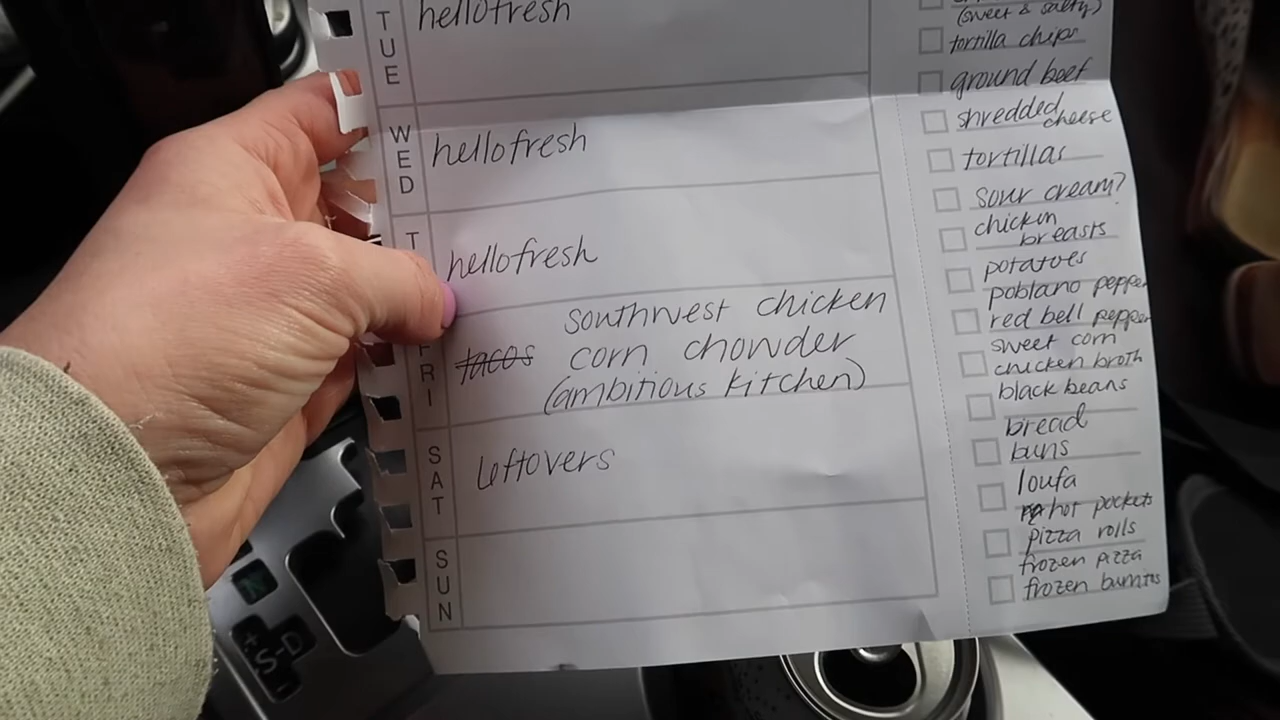 TUE
hellofresh
WED
hellofresh
T
hellofresh
FRI
tacos
southwest chicken
corn chowder
(ambitious kitchen)
SAT
leftovers
SUN
(sweet & salty)
tortilla chips
ground beef
shredded
cheese
tortillas
sour cream?
chicken
breasts
potatoes
poblano pepper
red bell pepper
sweet corn
chicken broth
black beans
bread
buns
loufa
hot pockets
pizza rolls
frozen pizza
frozen burritos
N
S-D